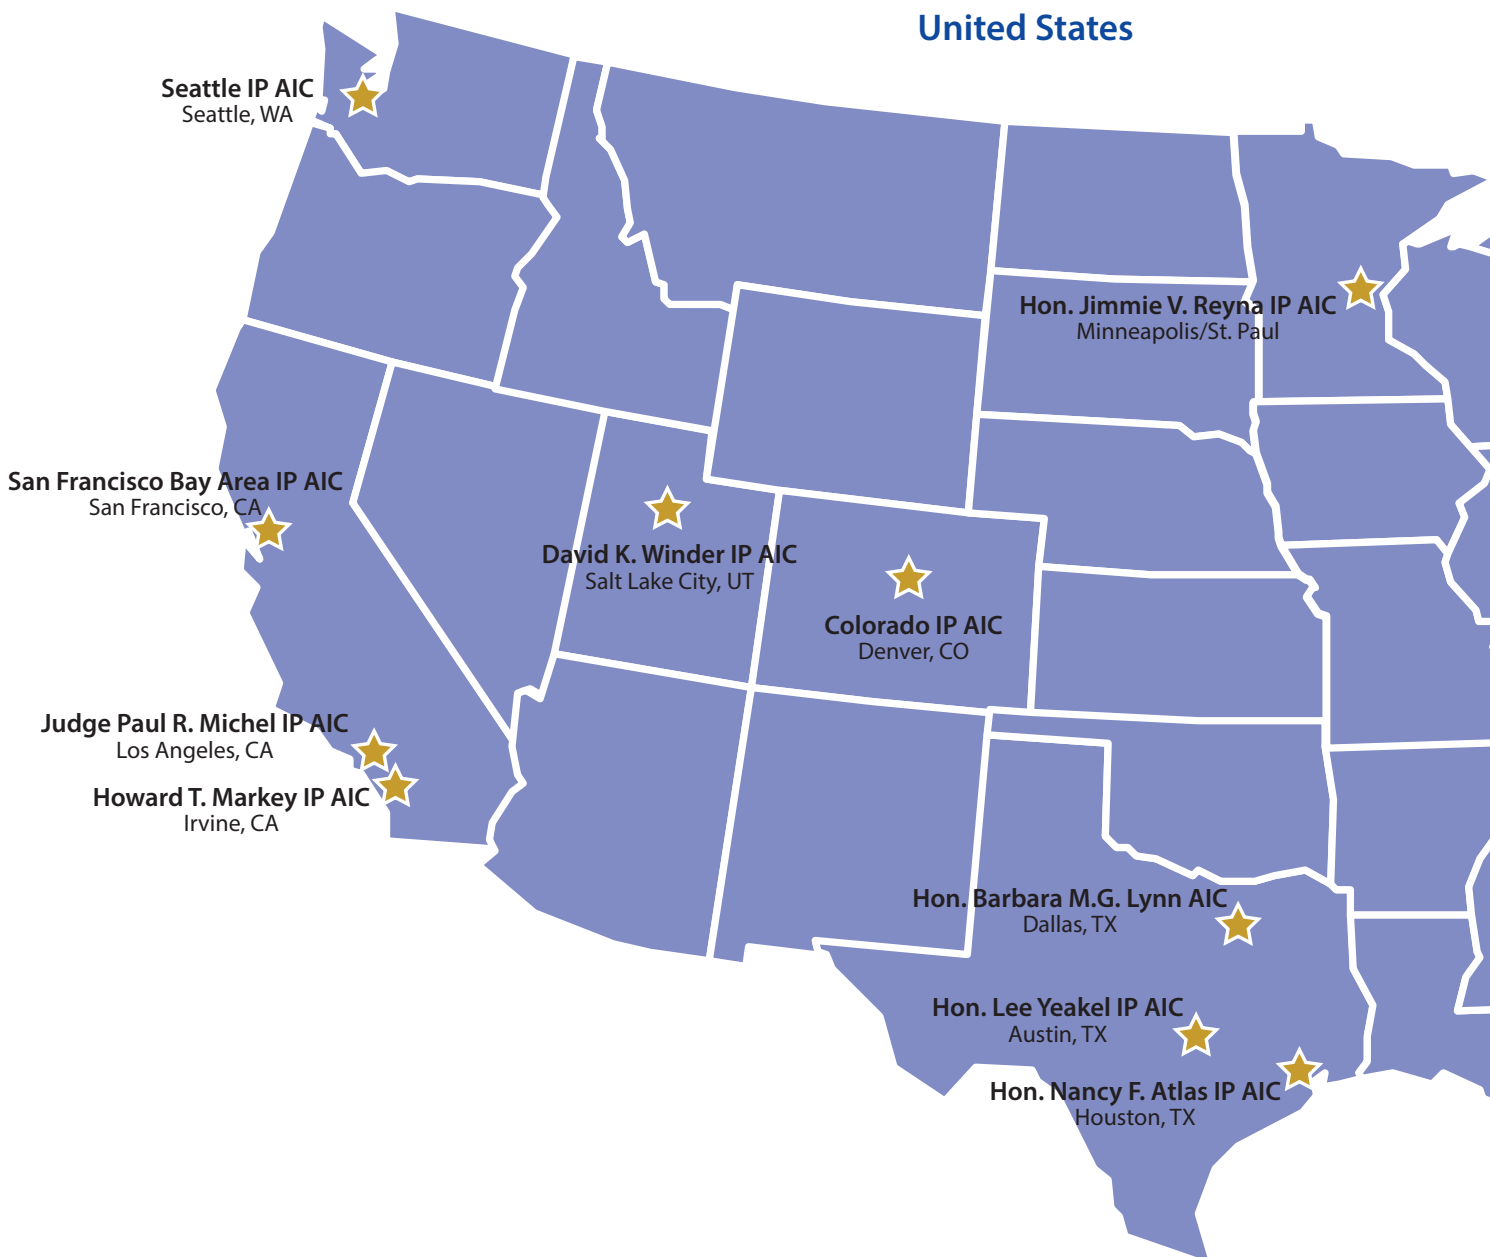 United States
Seattle IP AIC
Seattle, WA
Hon. Jimmie V. Reyna IP AIC
Minneapolis/St. Paul
San Francisco Bay Area IP AIC
San Francisco, CA
David K. Winder IP AIC
Salt Lake City, UT
Colorado IP AIC
Denver, CO
Judge Paul R. Michel IP AIC
Los Angeles, CA
Howard T. Markey IP AIC
Irvine, CA
Hon. Barbara M.G. Lynn AIC
Dallas, TX
Hon. Lee Yeakel IP AIC
Austin, TX
Hon. Nancy F. Atlas IP AIC
Houston, TX